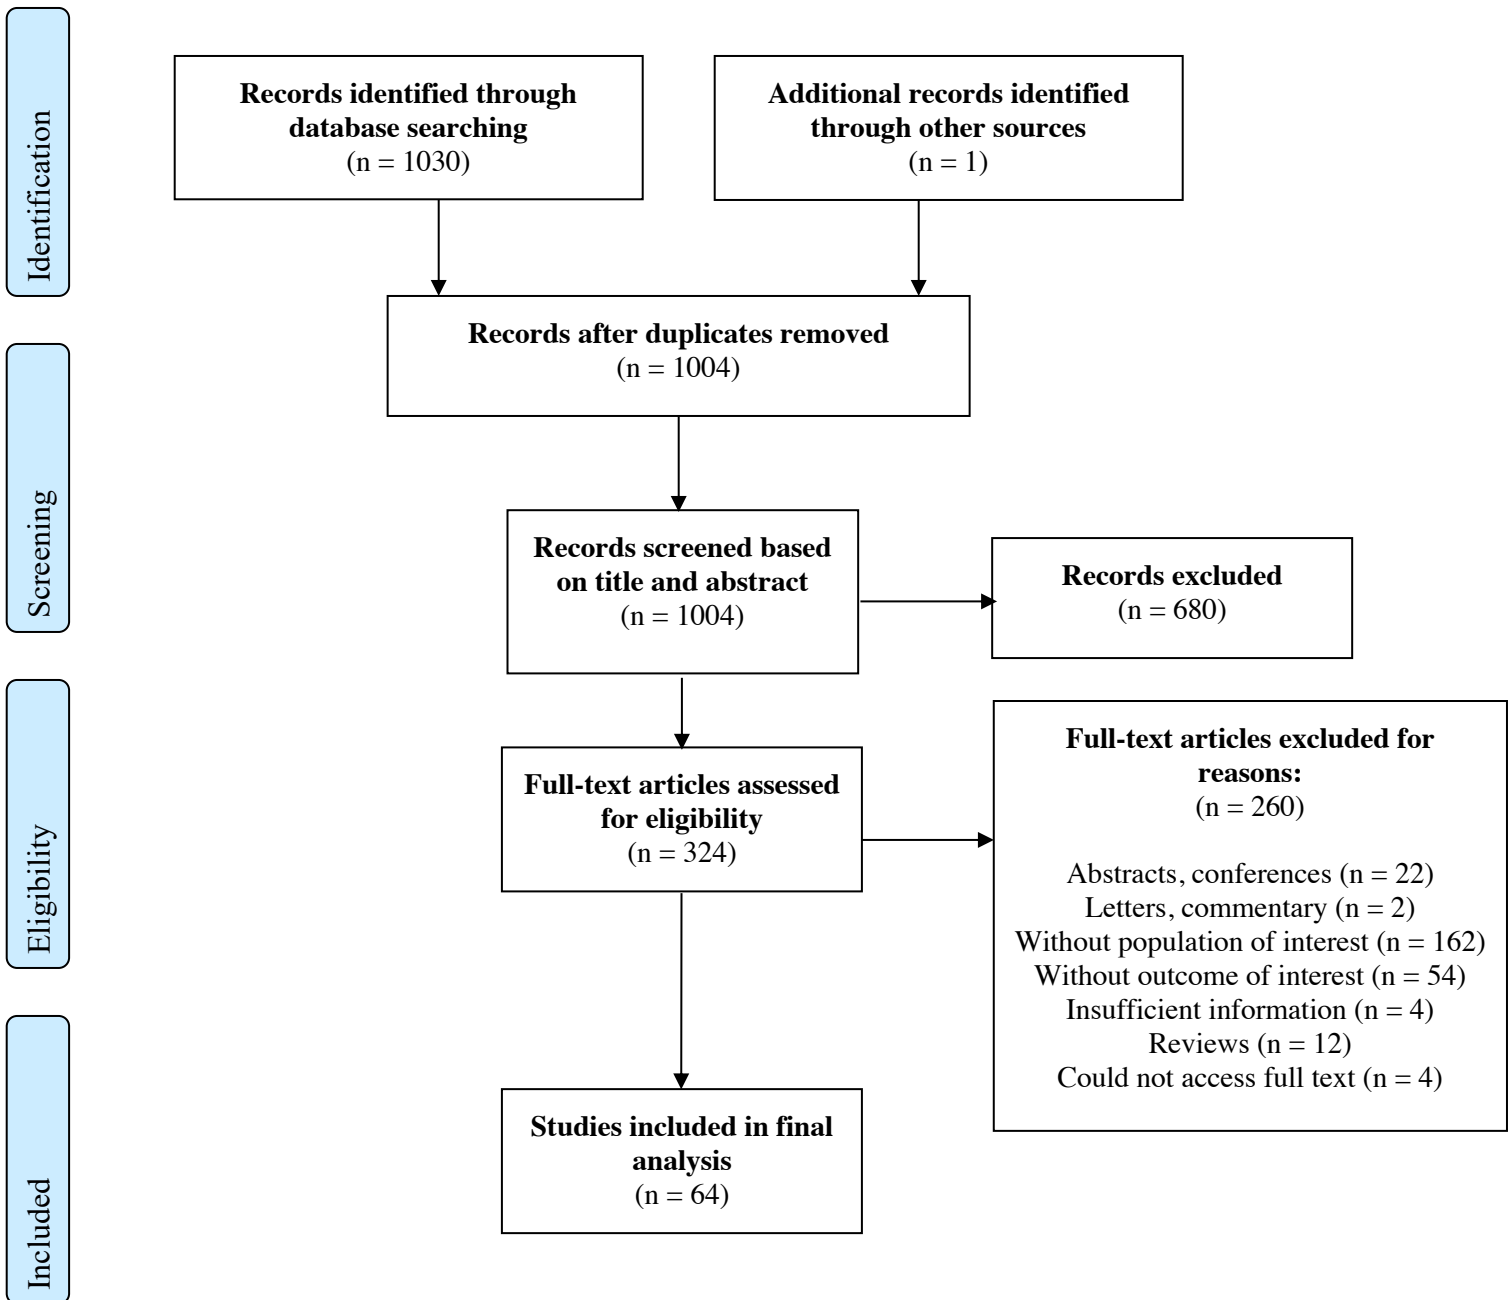 Identification
Records identified through
database searching
(n = 1030)
Additional records identified
through other sources
(n = 1)
Records after duplicates removed
(n = 1004)
Screening
Records screened based
on title and abstract
(n = 1004)
Records excluded
(n = 680)
Eligibility
Full-text articles assessed
for eligibility
(n = 324)
Full-text articles excluded for
reasons:
(n = 260)
Abstracts, conferences (n = 22)
Letters, commentary (n = 2)
Without population of interest (n = 162)
Without outcome of interest (n = 54)
Insufficient information (n = 4)
Reviews (n = 12)
Could not access full text (n = 4)
Included
Studies included in final
analysis
(n = 64)